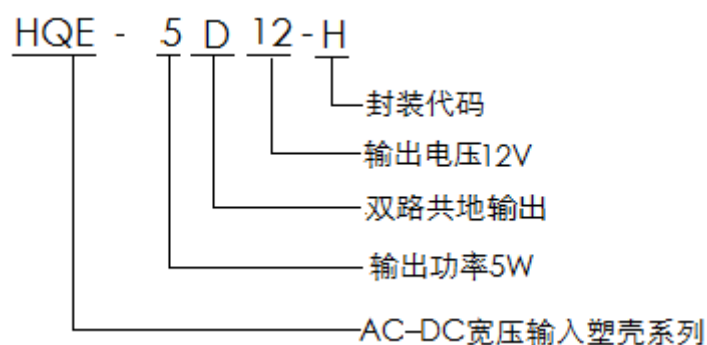 HQE - 5 D 12-H
封装代码
输出电压12V
双路共地输出
输出功率5W
AC-DC宽压输入塑壳系列